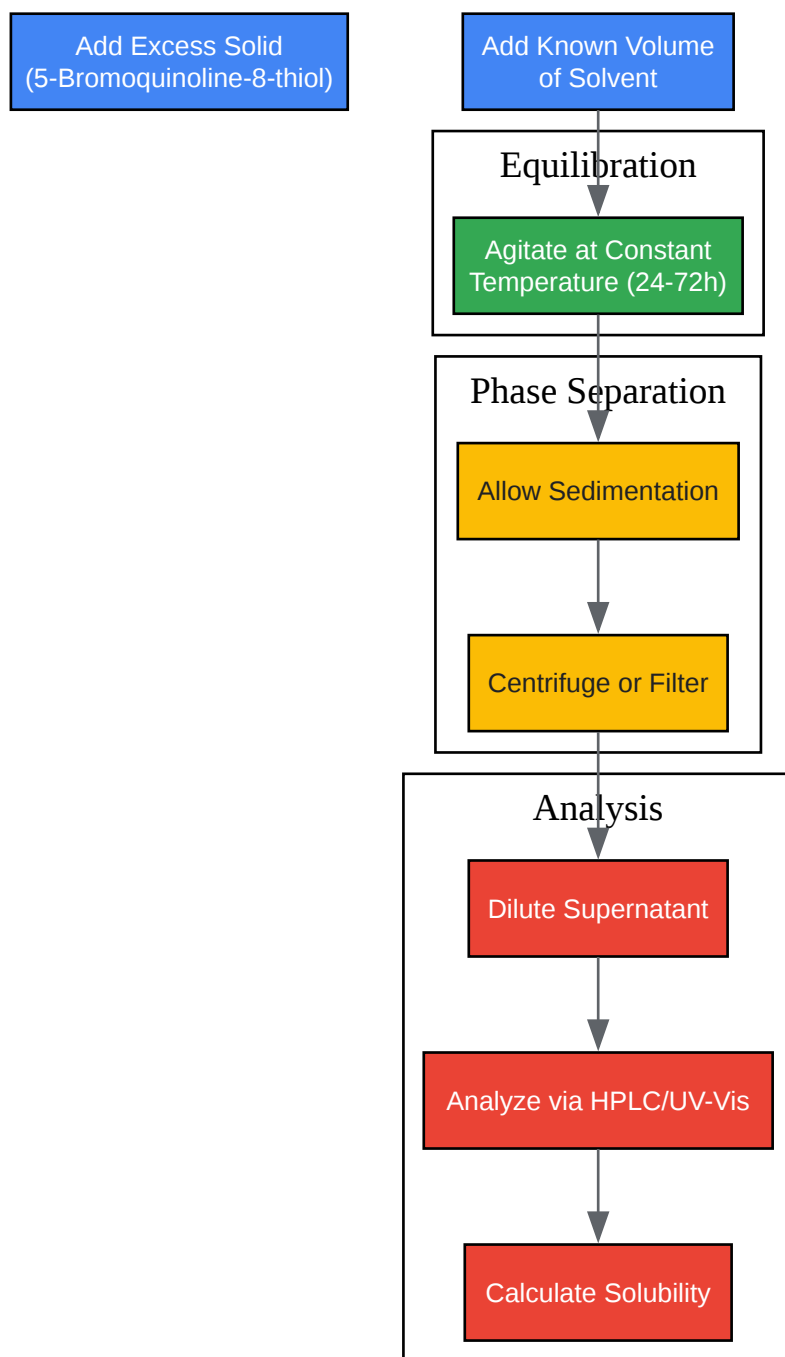 Add Excess Solid
(5-Bromoquinoline-8-thiol)
Add Known Volume
of Solvent
Equilibration
Agitate at Constant
Temperature (24-72h)
Phase Separation
Allow Sedimentation
Centrifuge or Filter
Analysis
Dilute Supernatant
Analyze via HPLC/UV-Vis
Calculate Solubility